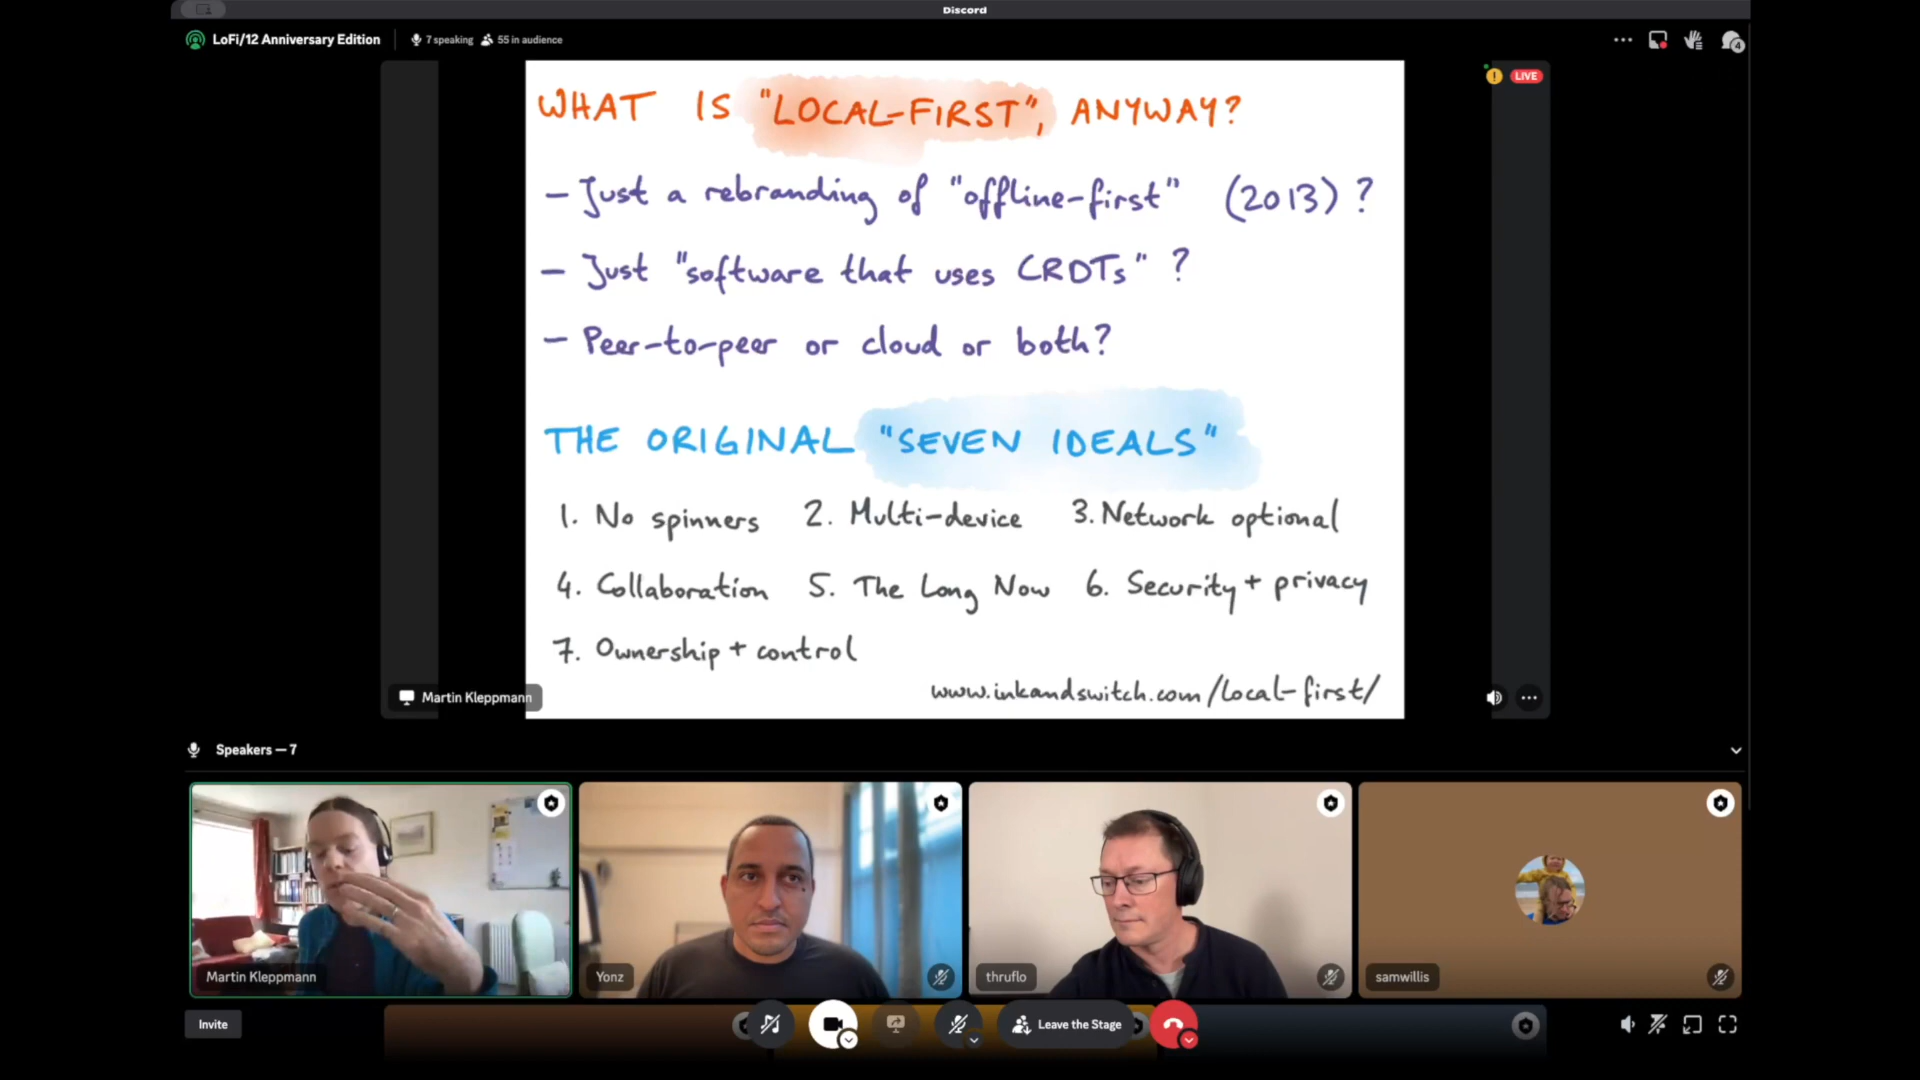 Discord
LoFi/12 Anniversary Edition
7 speaking
55 in audience
4
WHAT IS "LOCAL-FIRST", ANYWAY?
LIVE
- Just a rebranding of "offline-first" (2013)?
- Just "software that uses CRDTs"?
- Peer-to-peer or cloud or both?
THE ORIGINAL "SEVEN IDEALS"
1. No spinners 2. Multi-device 3. Network optional
4. Collaboration 5. The Long Now 6. Security + privacy
7. Ownership + control
www.inkandswitch.com/local-first/
Martin Kleppmann
Speakers — 7
Martin Kleppmann
Yonz
thruflo
samwillis
Invite
Leave the Stage